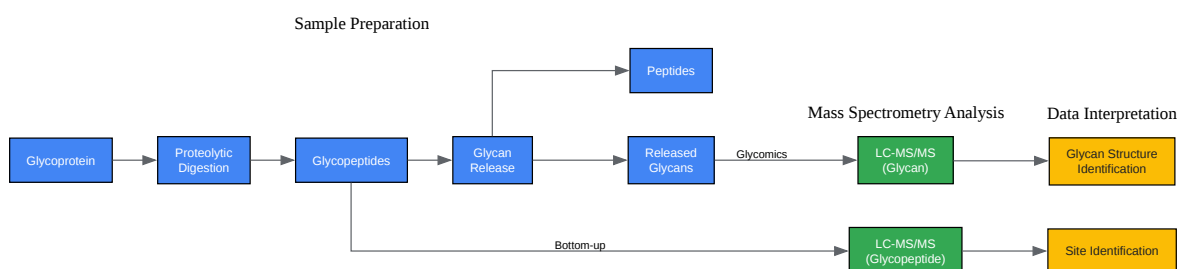 Sample Preparation
Peptides
Mass Spectrometry Analysis
Data Interpretation
Glycoprotein
Proteolytic
Digestion
Glycopeptides
Glycan
Release
Released
Glycans
Glycomics
LC-MS/MS
(Glycan)
Glycan Structure
Identification
Bottom-up
LC-MS/MS
(Glycopeptide)
Site Identification